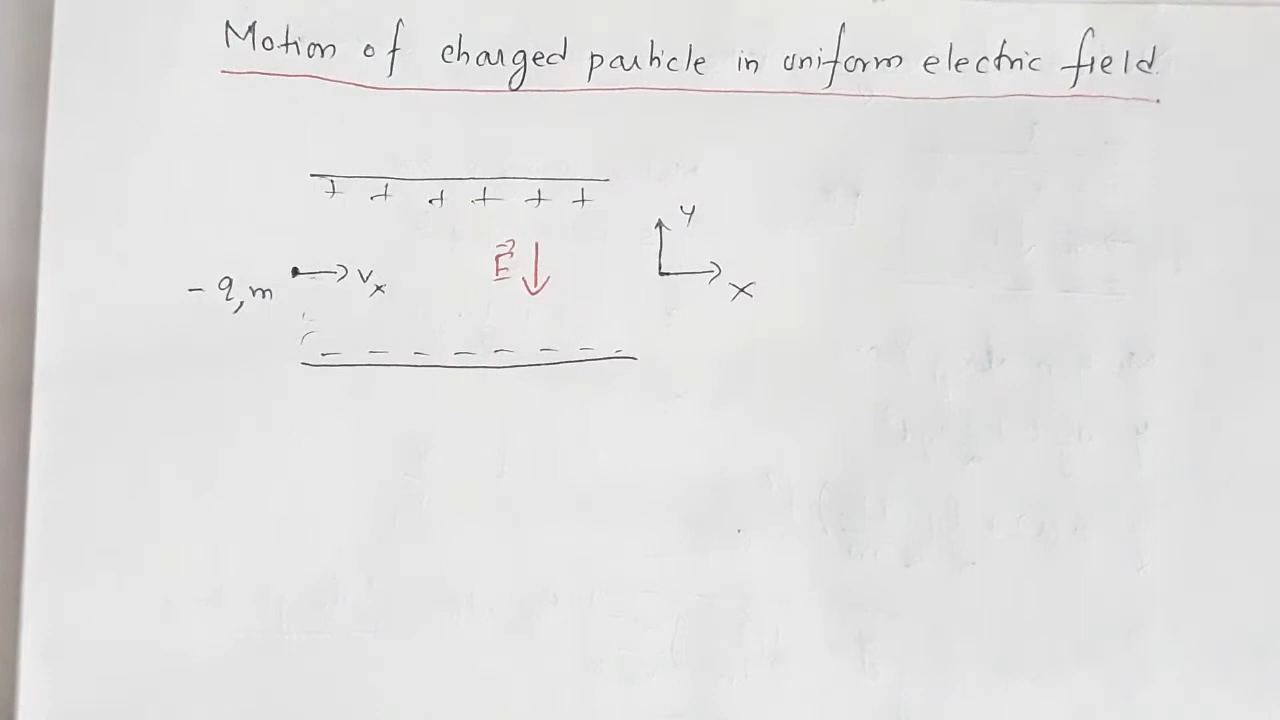 Motion of charged particle in uniform electric field.
+ + + + + +
y
E⃗
- q, m
vx
x
- - - - - - -